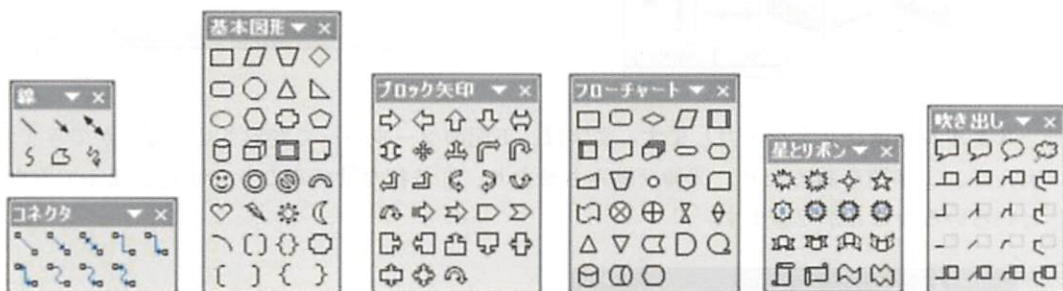 線
コネクタ
基本図形
ブロック矢印
フローチャート
星とリボン
吹き出し